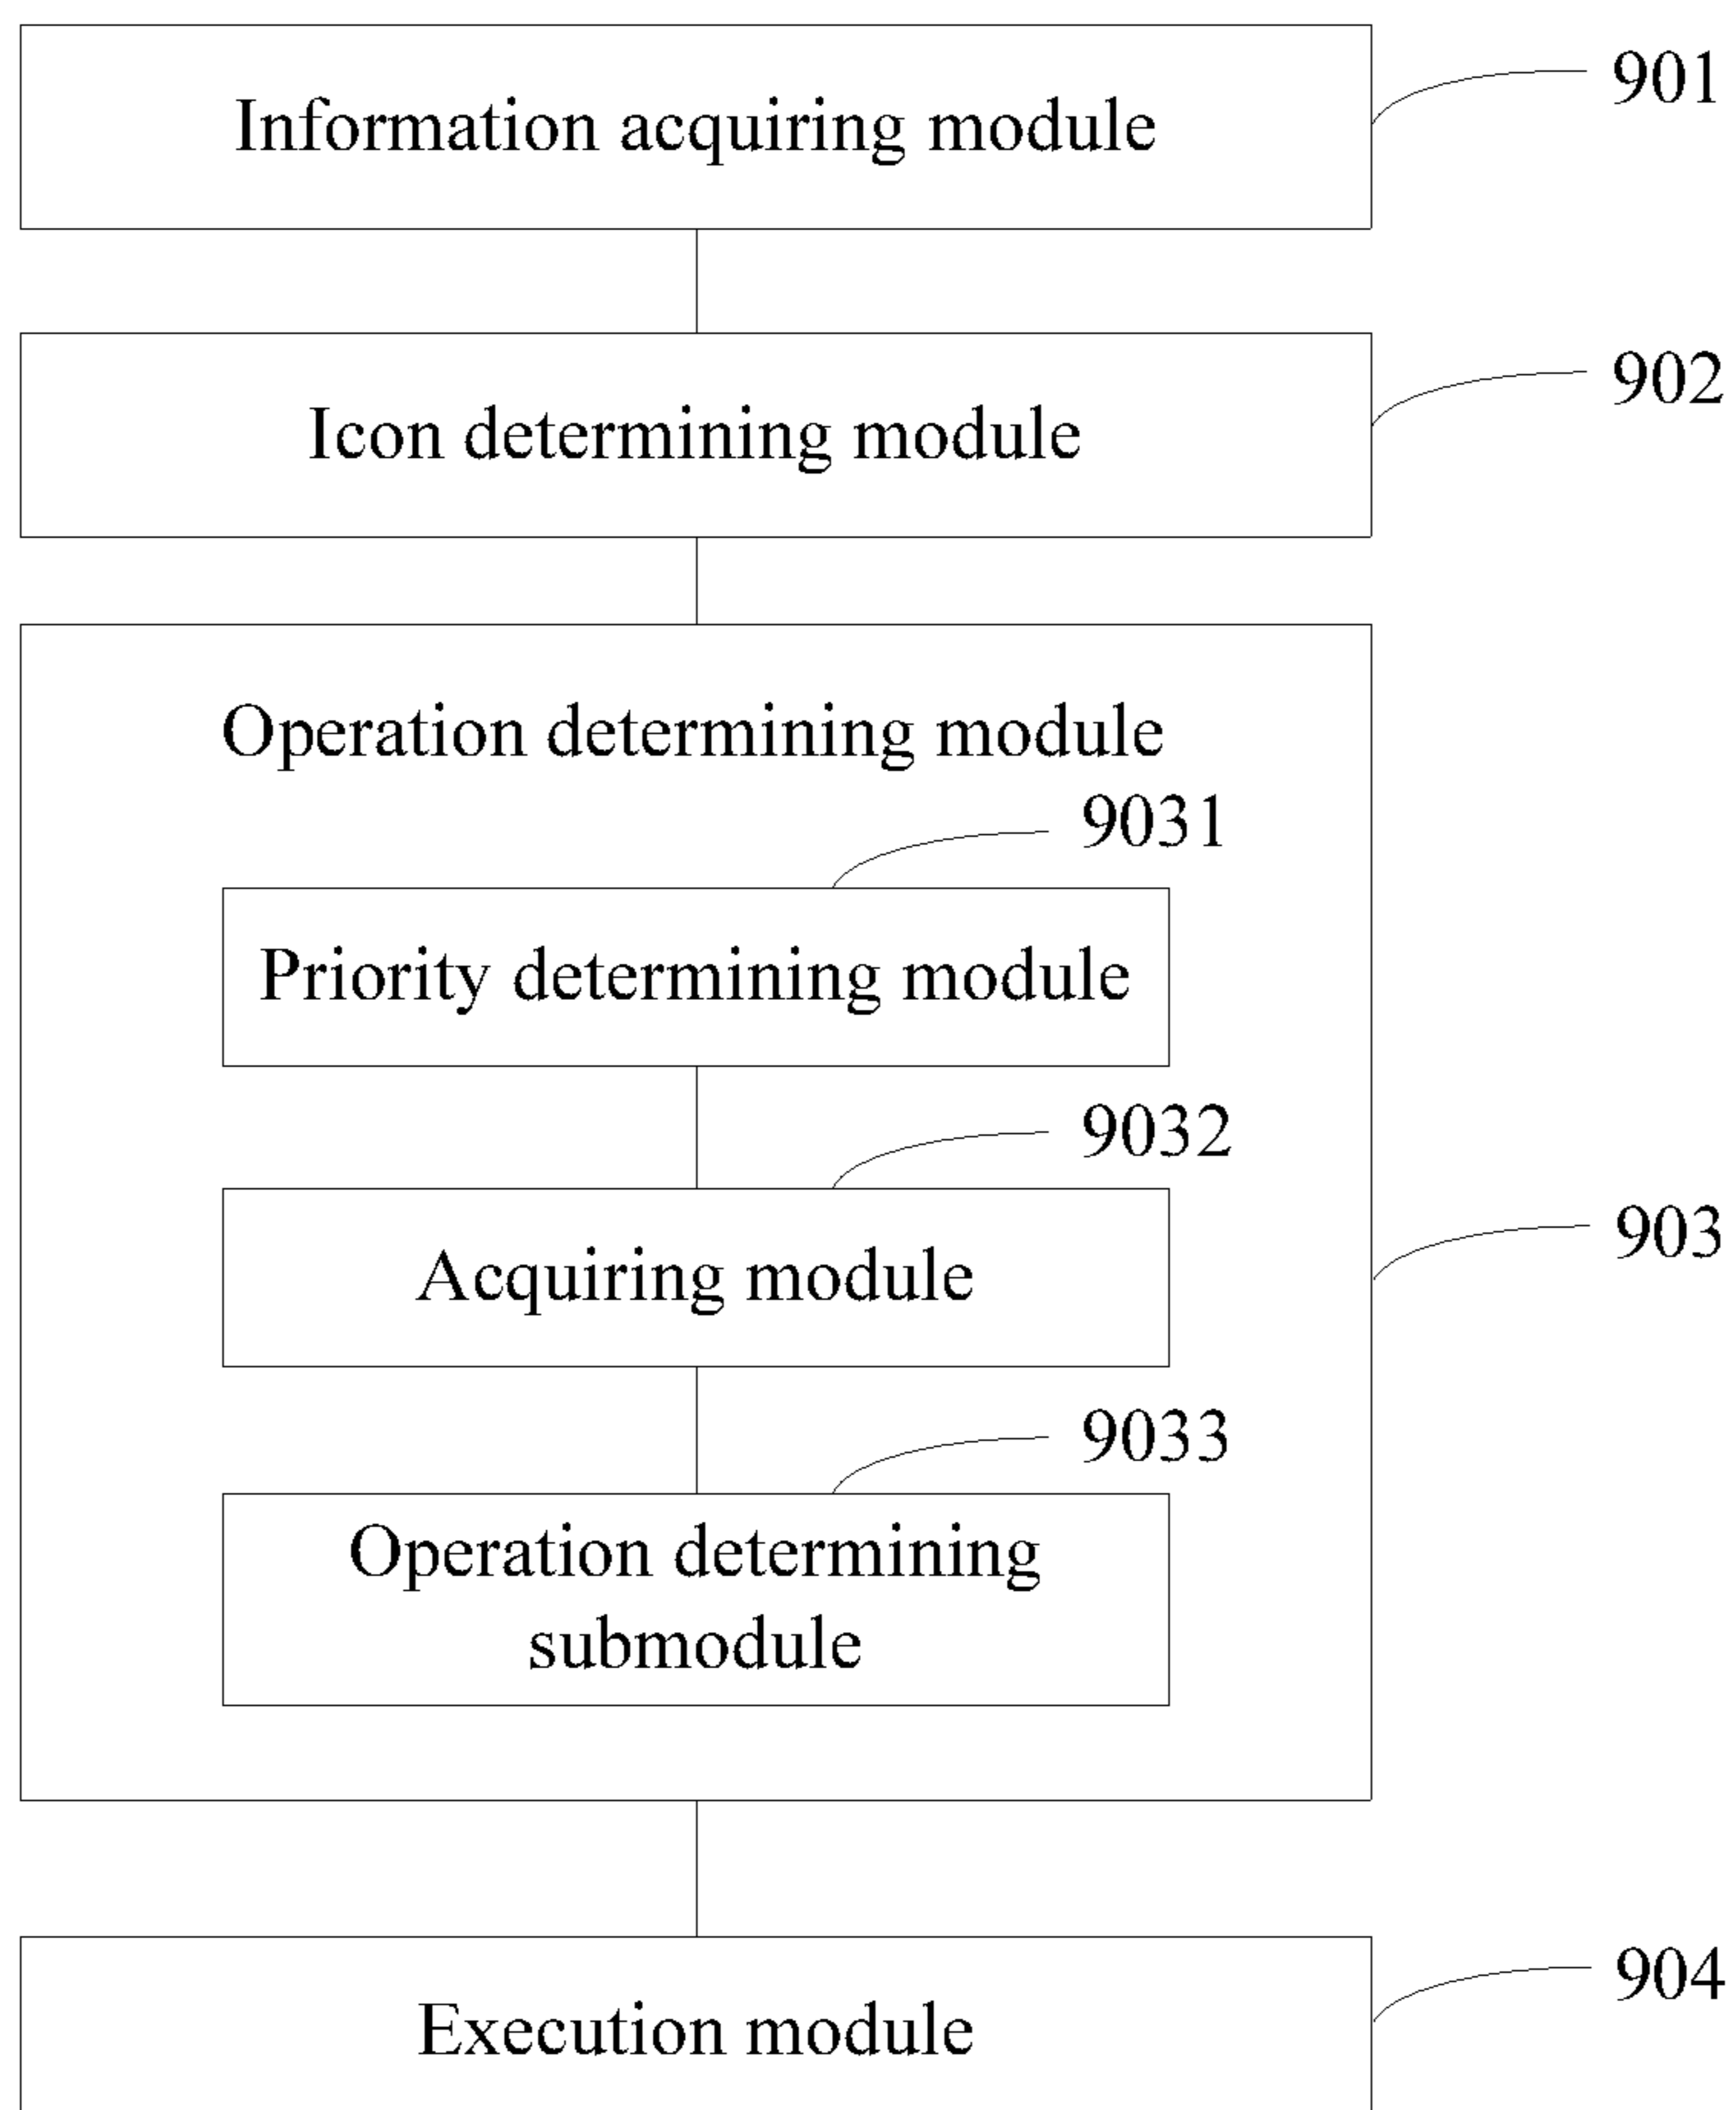 Information acquiring module
901
Icon determining module
902
Operation determining module
9031
Priority determining module
9032
Acquiring module
903
9033
Operation determining
submodule
Execution module
904